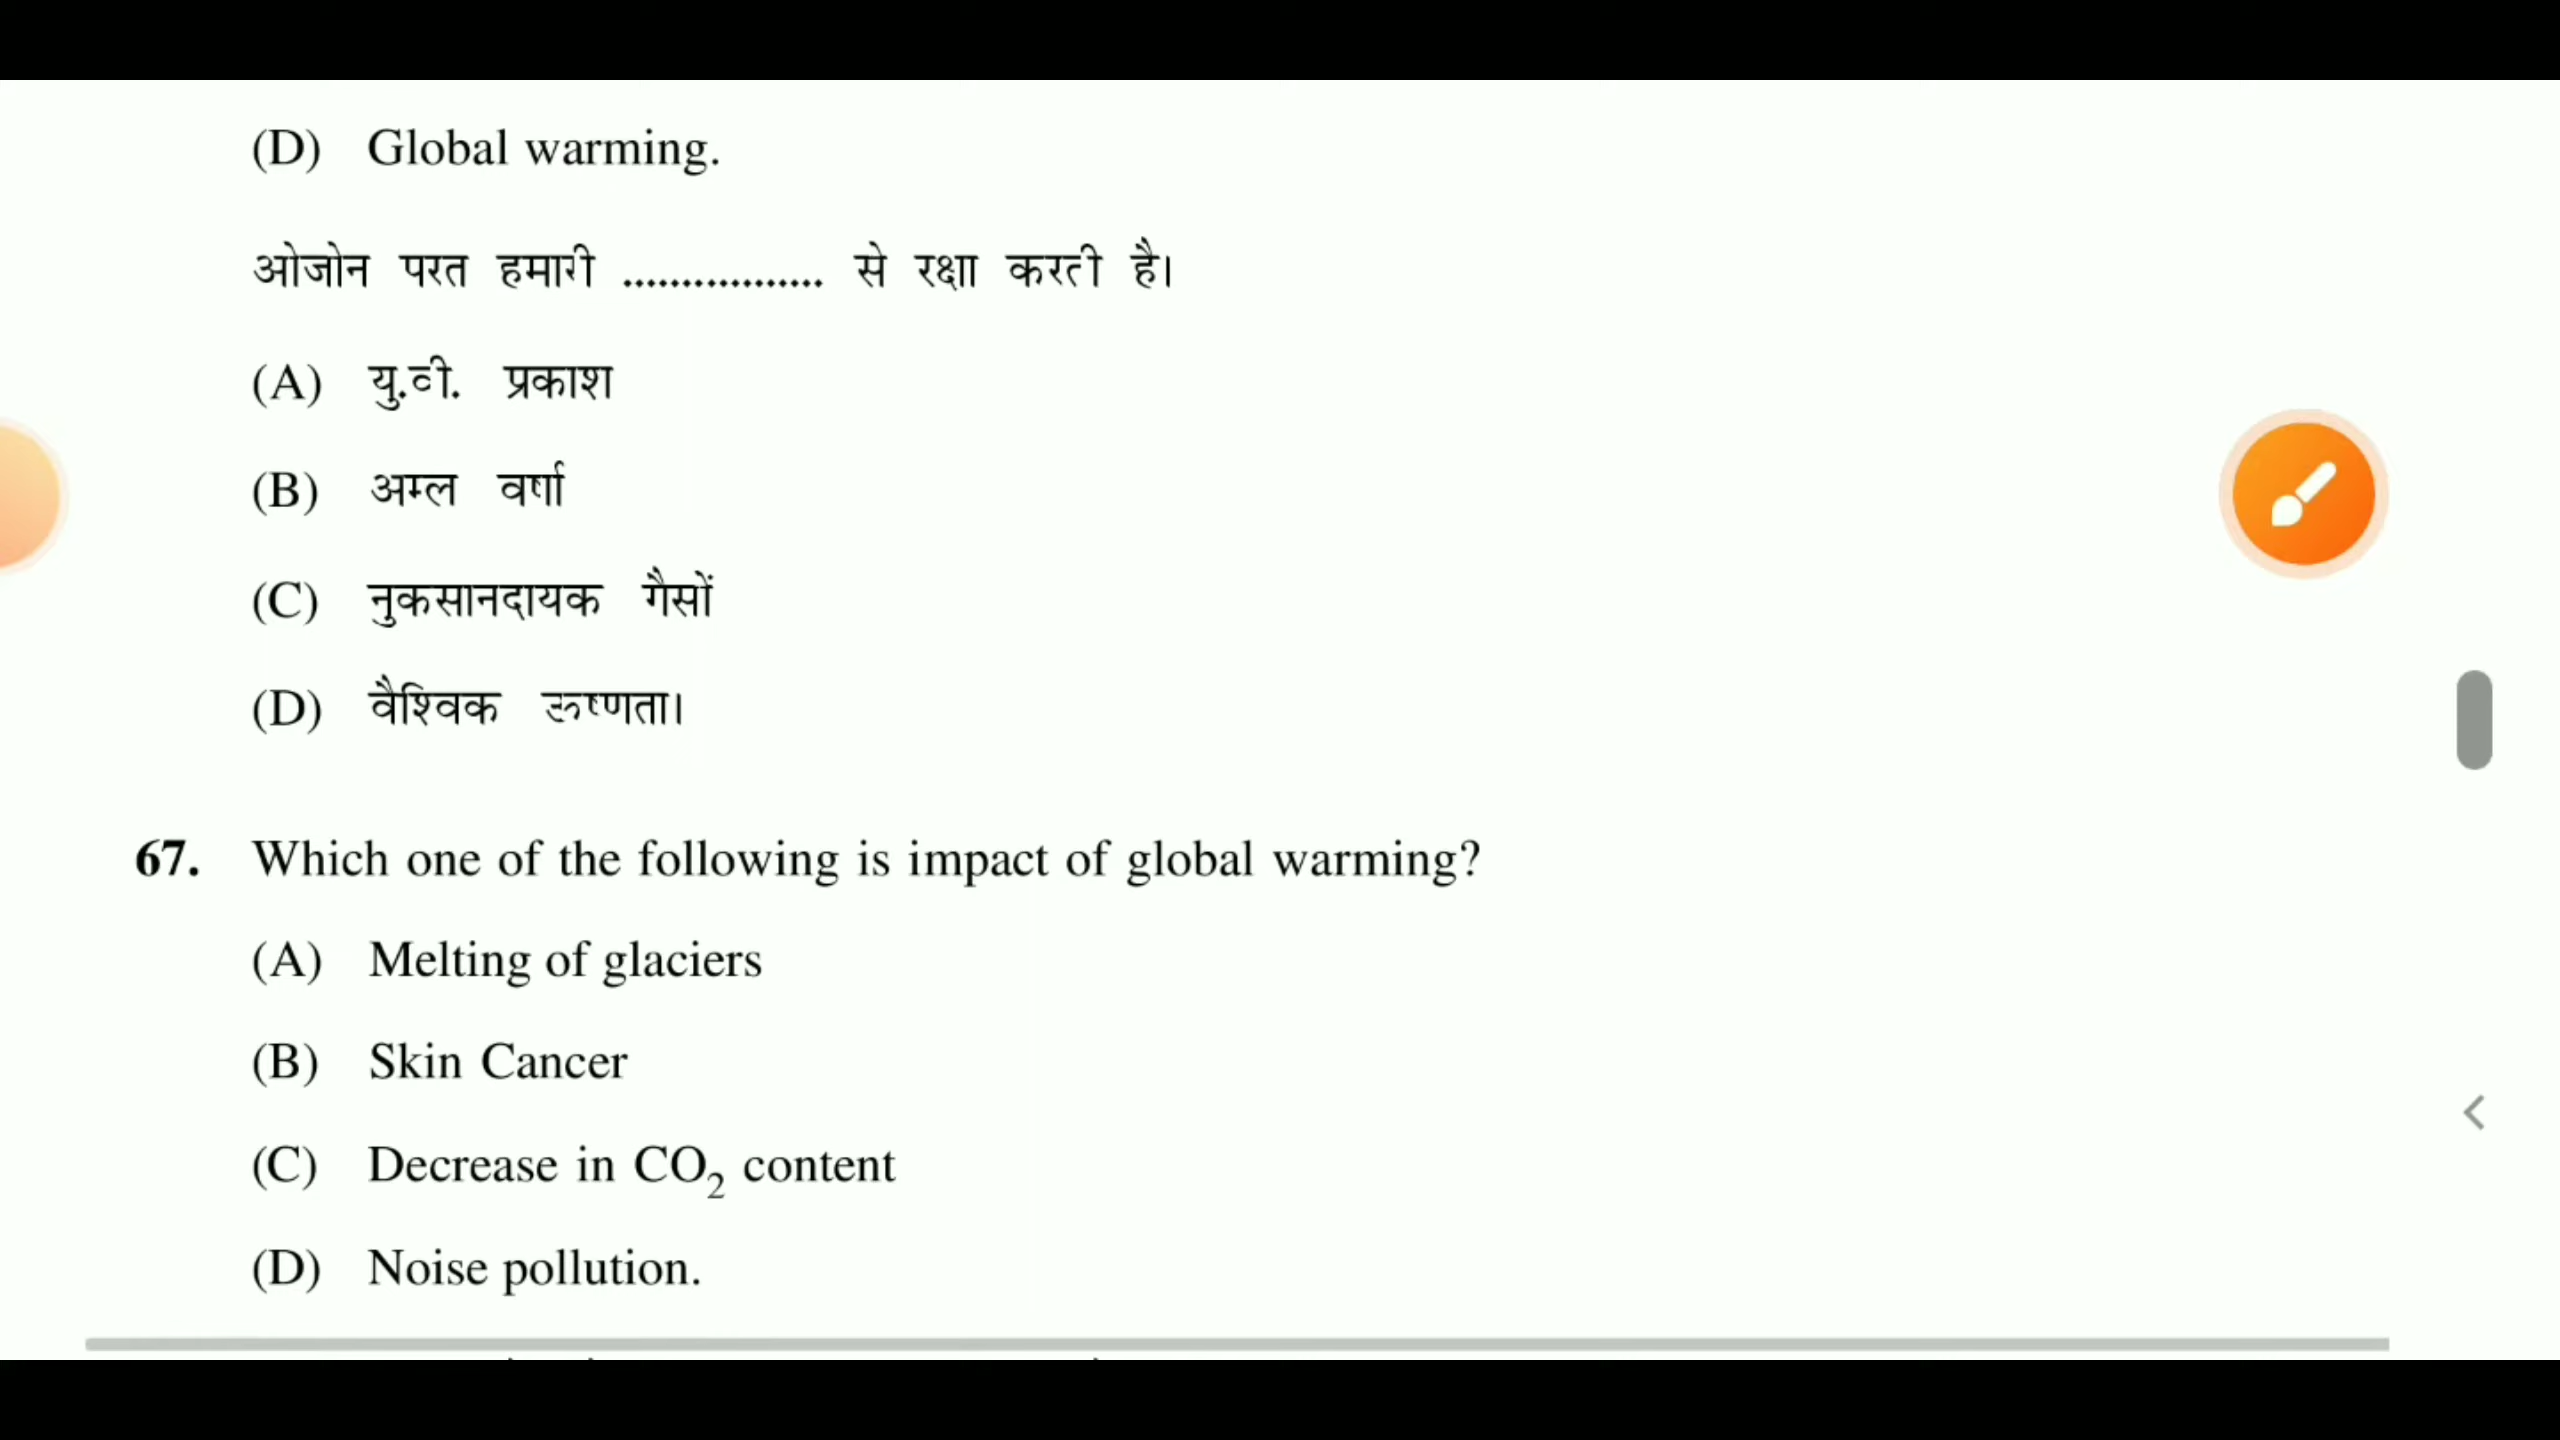 (D) Global warming.
ओजोन परत हमारी ................. से रक्षा करती है।
(A) यु.वी. प्रकाश
(B) अम्ल वर्षा
(C) नुकसानदायक गैसों
(D) वैश्विक ऊष्णता।
67. Which one of the following is impact of global warming?
(A) Melting of glaciers
(B) Skin Cancer
(C) Decrease in CO₂ content
(D) Noise pollution.